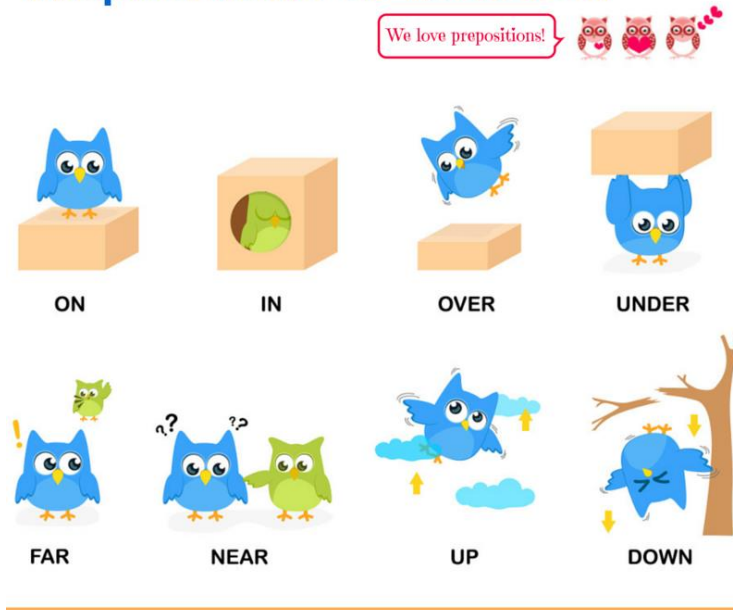 We love prepositions!
ON
IN
OVER
UNDER
!
? ?
? ?
FAR
NEAR
UP
DOWN